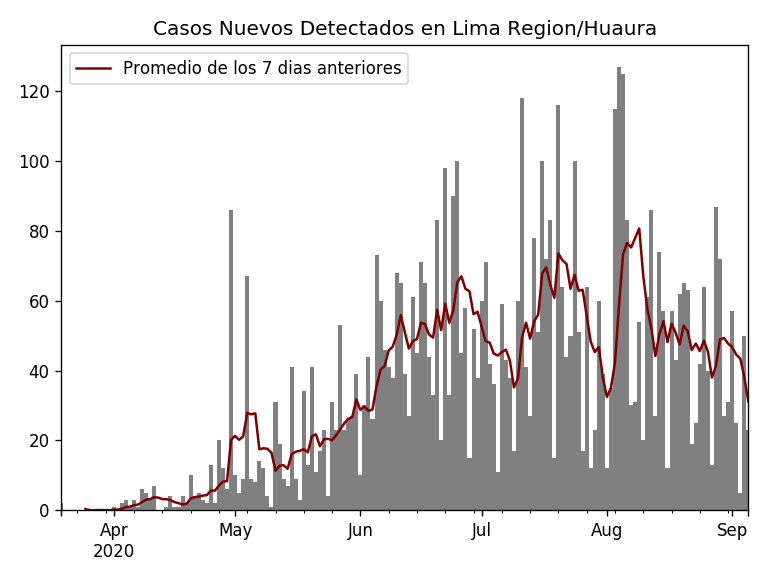 Casos Nuevos Detectados en Lima Region/Huaura
Promedio de los 7 dias anteriores
120
100
80
60
40
20
0
Apr May Jun Jul Aug Sep
2020